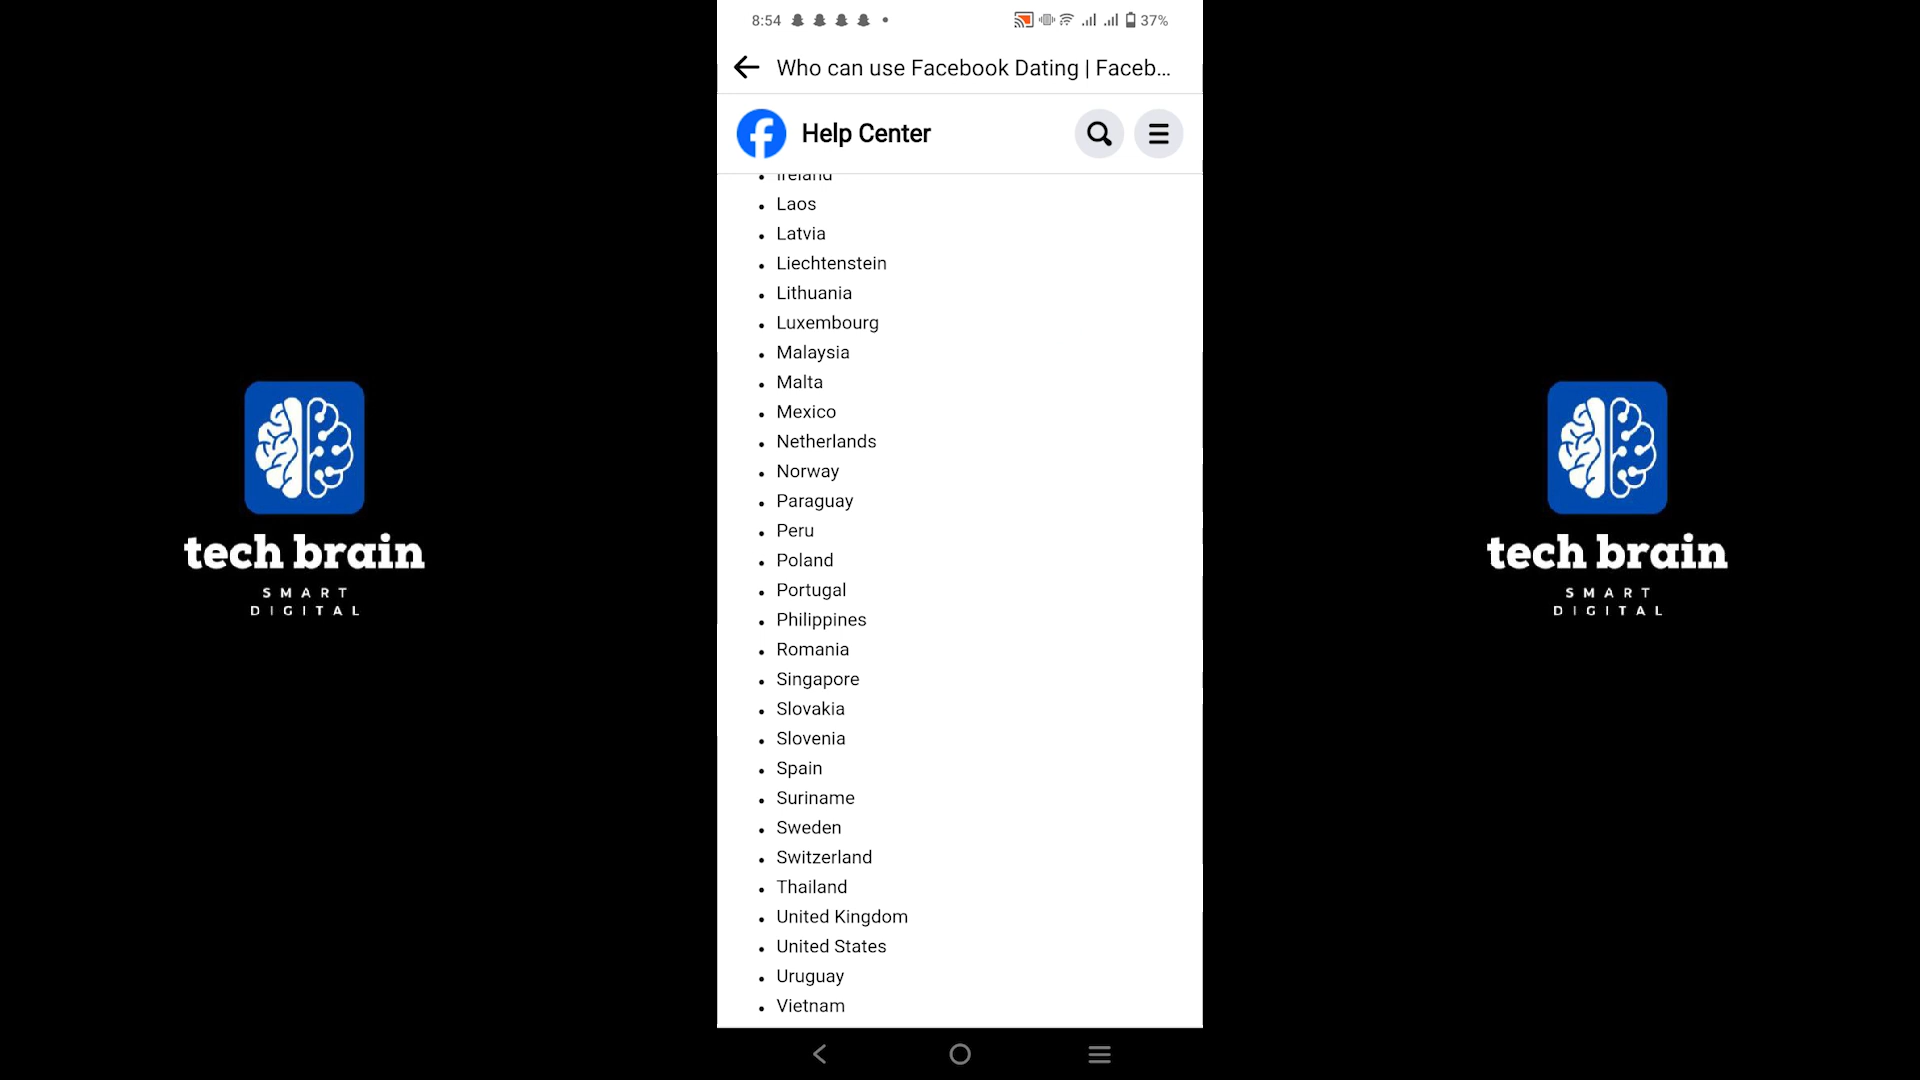 8:54
37%
Who can use Facebook Dating | Faceb...
Help Center
Ireland
Laos
Latvia
Liechtenstein
Lithuania
Luxembourg
Malaysia
Malta
Mexico
Netherlands
Norway
Paraguay
Peru
Poland
Portugal
Philippines
Romania
Singapore
Slovakia
Slovenia
Spain
Suriname
Sweden
Switzerland
Thailand
United Kingdom
United States
Uruguay
Vietnam
tech brain
SMART
DIGITAL
tech brain
SMART
DIGITAL